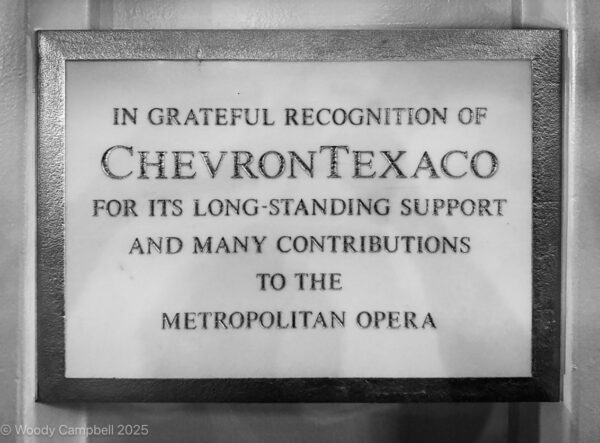 IN GRATEFUL RECOGNITION OF
CHEVRONTEXACO
FOR ITS LONG-STANDING SUPPORT
AND MANY CONTRIBUTIONS
TO THE
METROPOLITAN OPERA
© Woody Campbell 2025